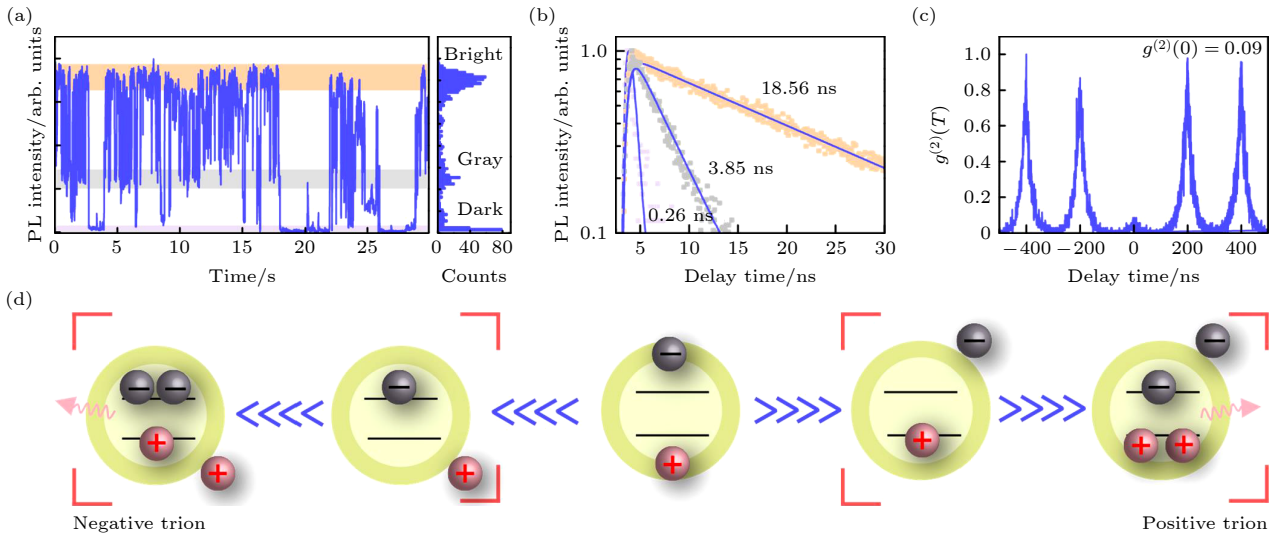 (a)
PL intensity/arb. units
Bright
Gray
Dark
0 5 10 15 20 25
0 40 80
Time/s
Counts
(b)
PL intensity/arb. units
1.0
0.1
18.56 ns
3.85 ns
0.26 ns
5 10 15 20 25 30
Delay time/ns
(c)
g(2)(T)
g(2)(0) = 0.09
1.0
0.8
0.6
0.4
0.2
0
−400 −200 0 200 400
Delay time/ns
(d)
− − + +
− +
− +
− +
− − + +
Negative trion
Positive trion